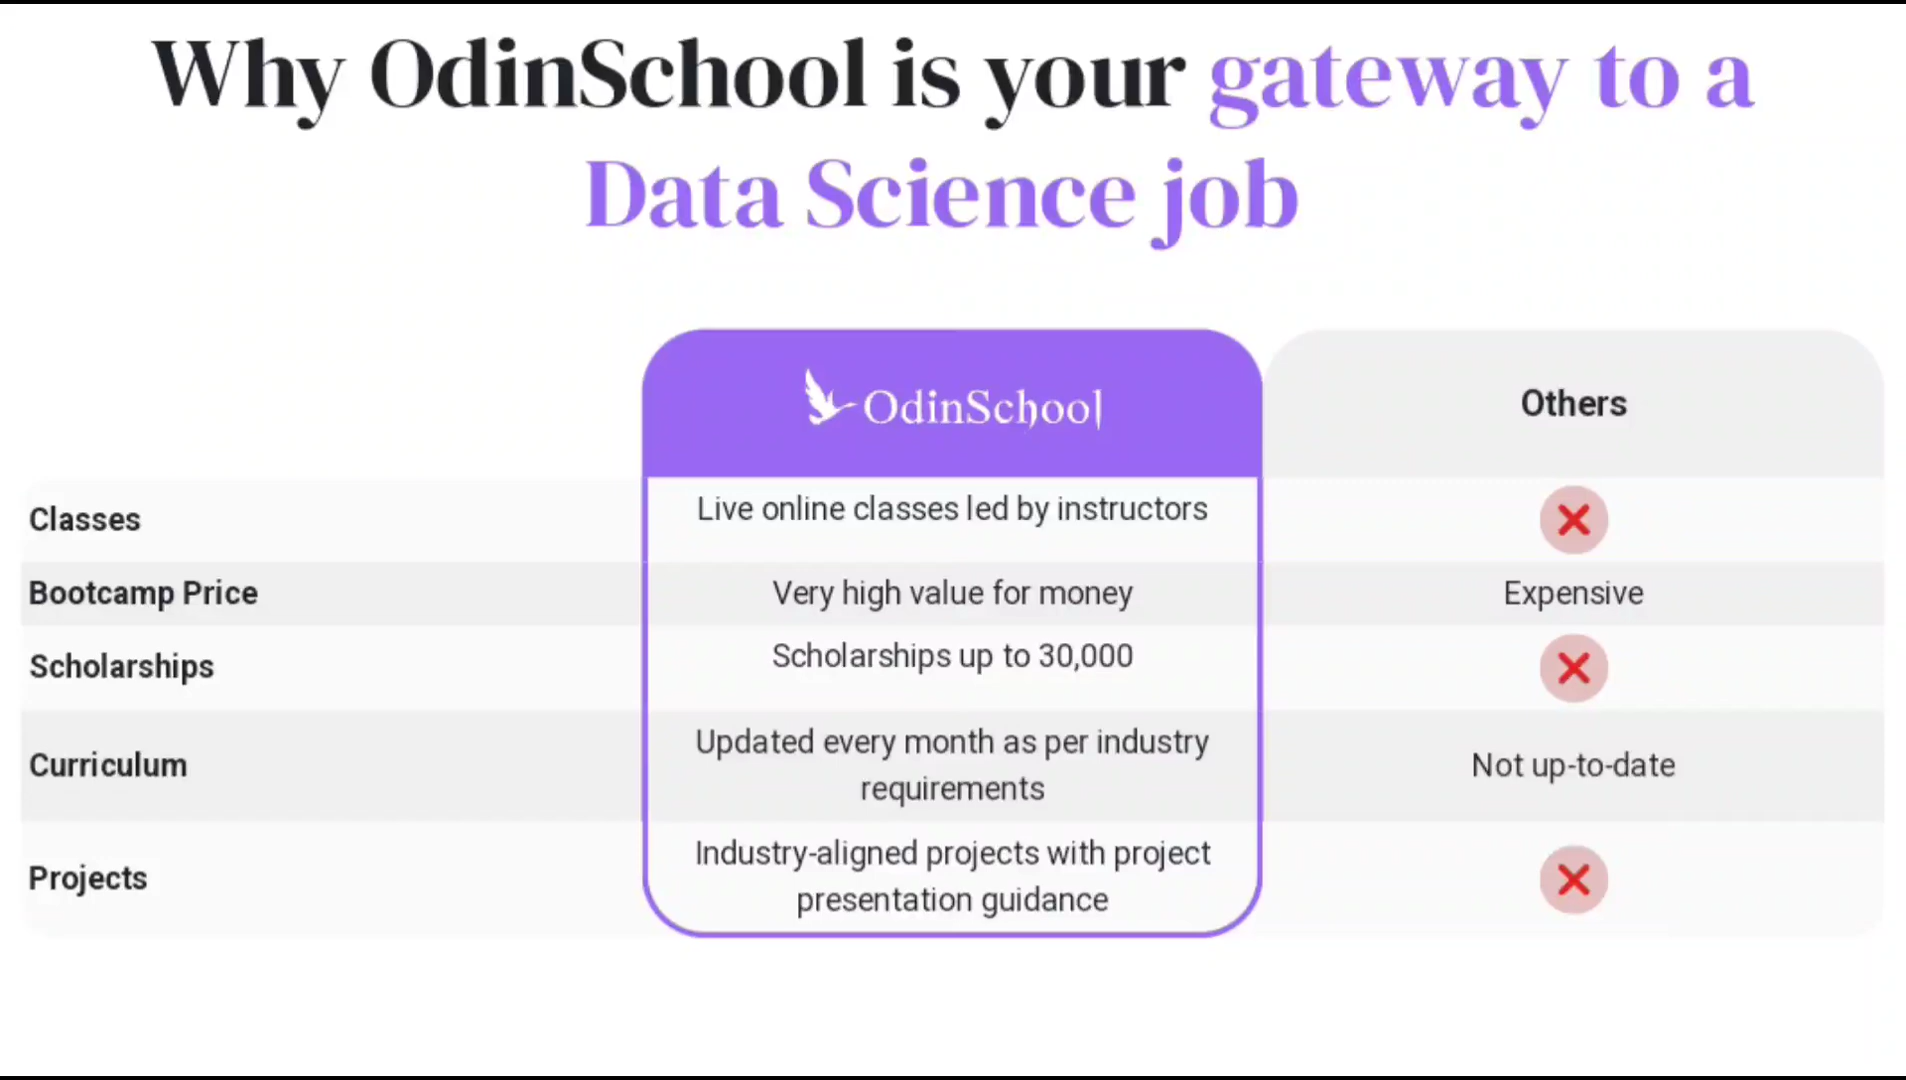 Why OdinSchool is your gateway to a
Data Science job
OdinSchool
Others
Classes
Live online classes led by instructors
Bootcamp Price
Very high value for money
Expensive
Scholarships
Scholarships up to 30,000
Curriculum
Updated every month as per industry
requirements
Not up-to-date
Projects
Industry-aligned projects with project
presentation guidance